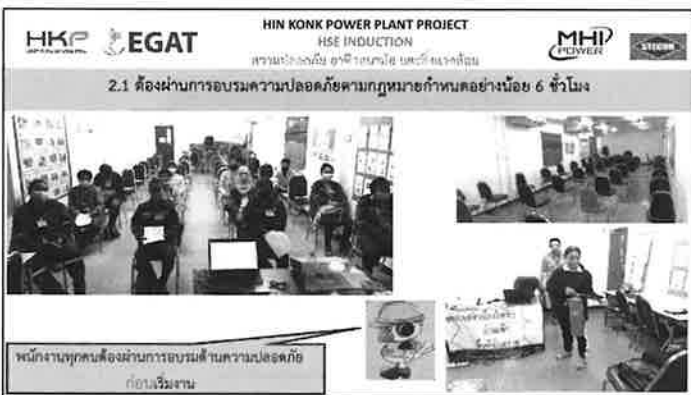 HKP
EGAT
HIN KONK POWER PLANT PROJECT
HSE INDUCTION
ความปลอดภัย อาชีวอนามัย และสิ่งแวดล้อม
MHI
POWER
STECON
2.1 ต้องผ่านการอบรมความปลอดภัยตามกฎหมายกำหนดอย่างน้อย 6 ชั่วโมง
พนักงานทุกคนต้องผ่านการอบรมด้านความปลอดภัย
ก่อนเริ่มงาน